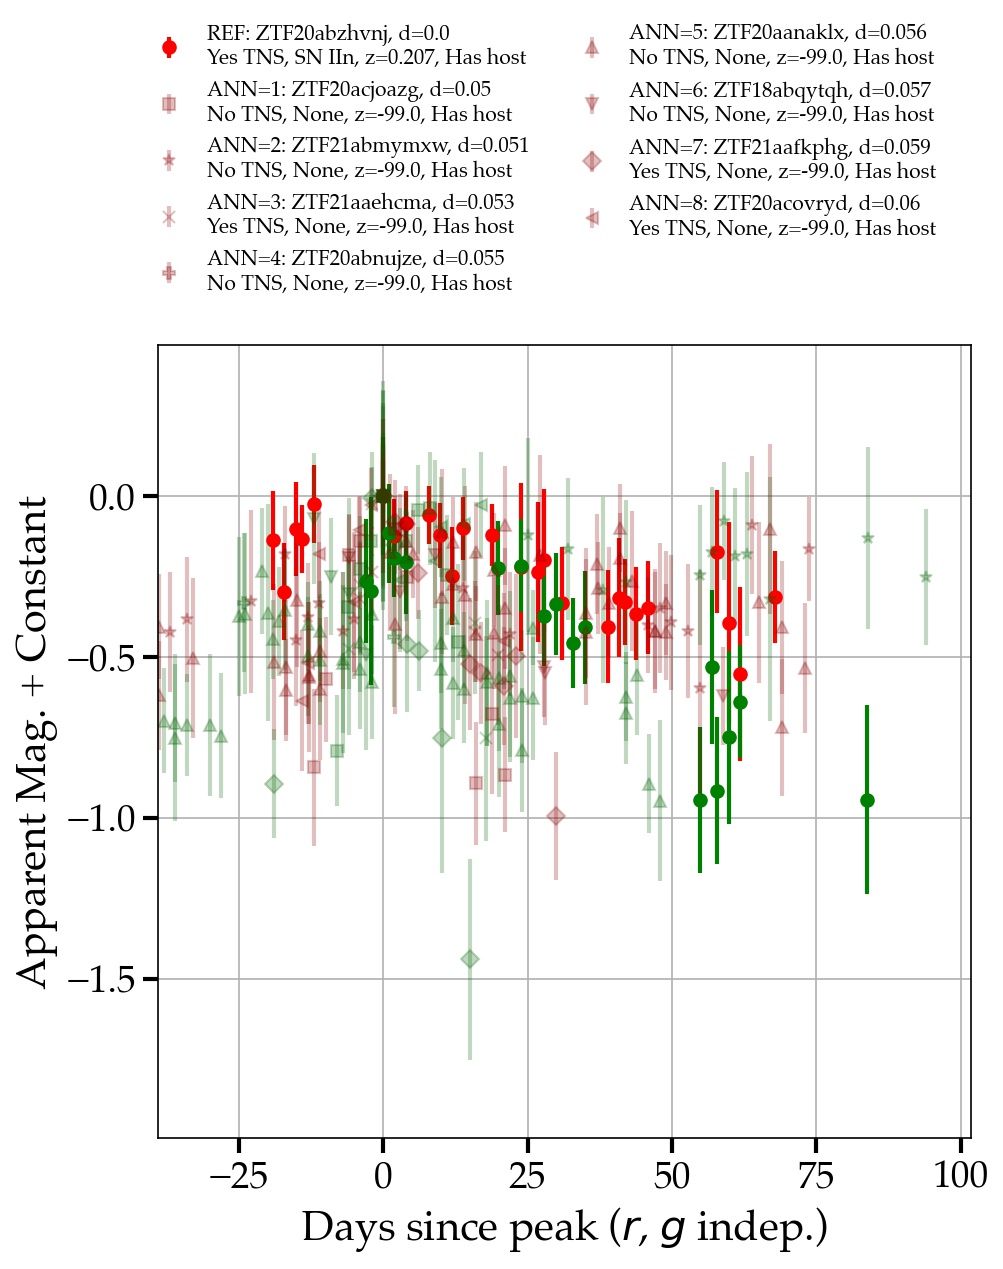 REF: ZTF20abzhvnj, d=0.0
Yes TNS, SN IIn, z=0.207, Has host
ANN=1: ZTF20acjoazg, d=0.05
No TNS, None, z=-99.0, Has host
ANN=2: ZTF21abmymxw, d=0.051
No TNS, None, z=-99.0, Has host
ANN=3: ZTF21aaehcma, d=0.053
Yes TNS, None, z=-99.0, Has host
ANN=4: ZTF20abnujze, d=0.055
No TNS, None, z=-99.0, Has host
ANN=5: ZTF20aanaklx, d=0.056
No TNS, None, z=-99.0, Has host
ANN=6: ZTF18abqytqh, d=0.057
No TNS, None, z=-99.0, Has host
ANN=7: ZTF21aafkphg, d=0.059
Yes TNS, None, z=-99.0, Has host
ANN=8: ZTF20acovryd, d=0.06
Yes TNS, None, z=-99.0, Has host
Apparent Mag. + Constant
0.0
−0.5
−1.0
−1.5
−25
0
25
50
75
100
Days since peak (r, g indep.)